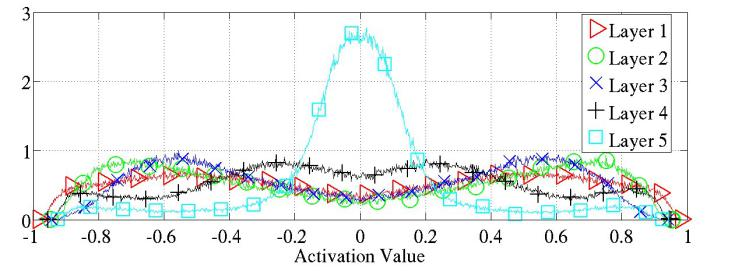 3
2
1
0
-1 -0.8 -0.6 -0.4 -0.2 0 0.2 0.4 0.6 0.8 1
Activation Value
Layer 1
Layer 2
Layer 3
Layer 4
Layer 5